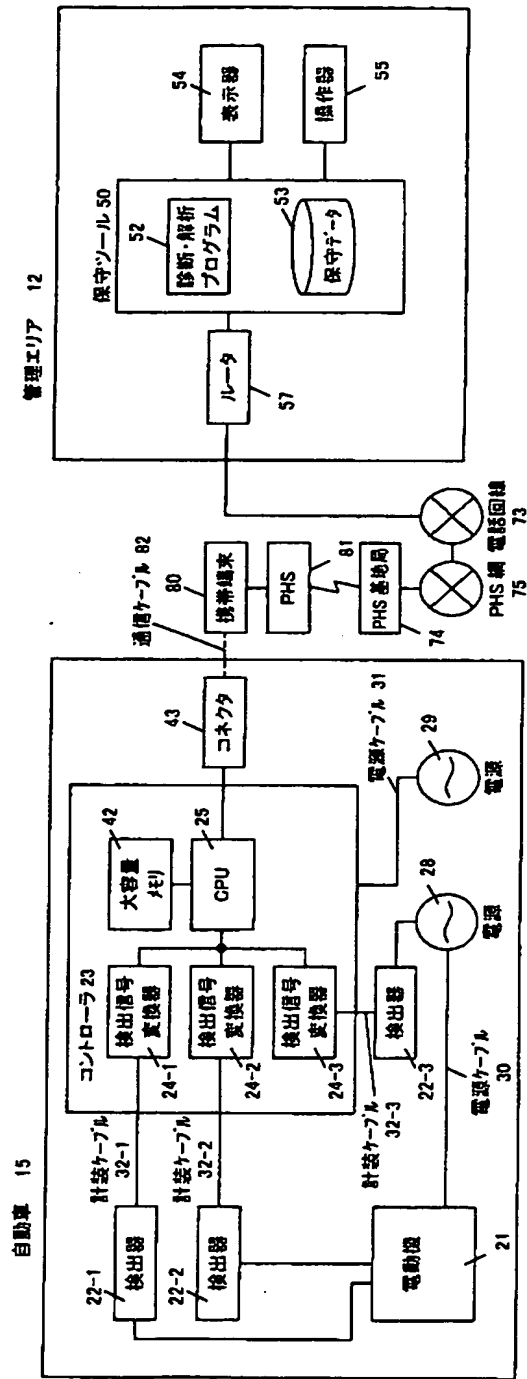 自動車 15
コントローラ 23
22-1
検出器
計装ケーブル
32-1
検出信号
変換器
24-1
大容量
メモリ
42
22-2
検出器
計装ケーブル
32-2
検出信号
変換器
24-2
CPU
25
検出信号
変換器
24-3
計装ケーブル
32-3
検出器
22-3
電動機
21
電源ケーブル
30
28
電源
電源ケーブル 31
29
電源
コネクタ
43
通信ケーブル 82
携帯端末
80
PHS
81
PHS 基地局
74
PHS 網
75
電話回線
73
管理エリア 12
保守ツール 50
52
診断・解析
プログラム
53
保守データ
ルータ
57
表示器
54
操作器
55